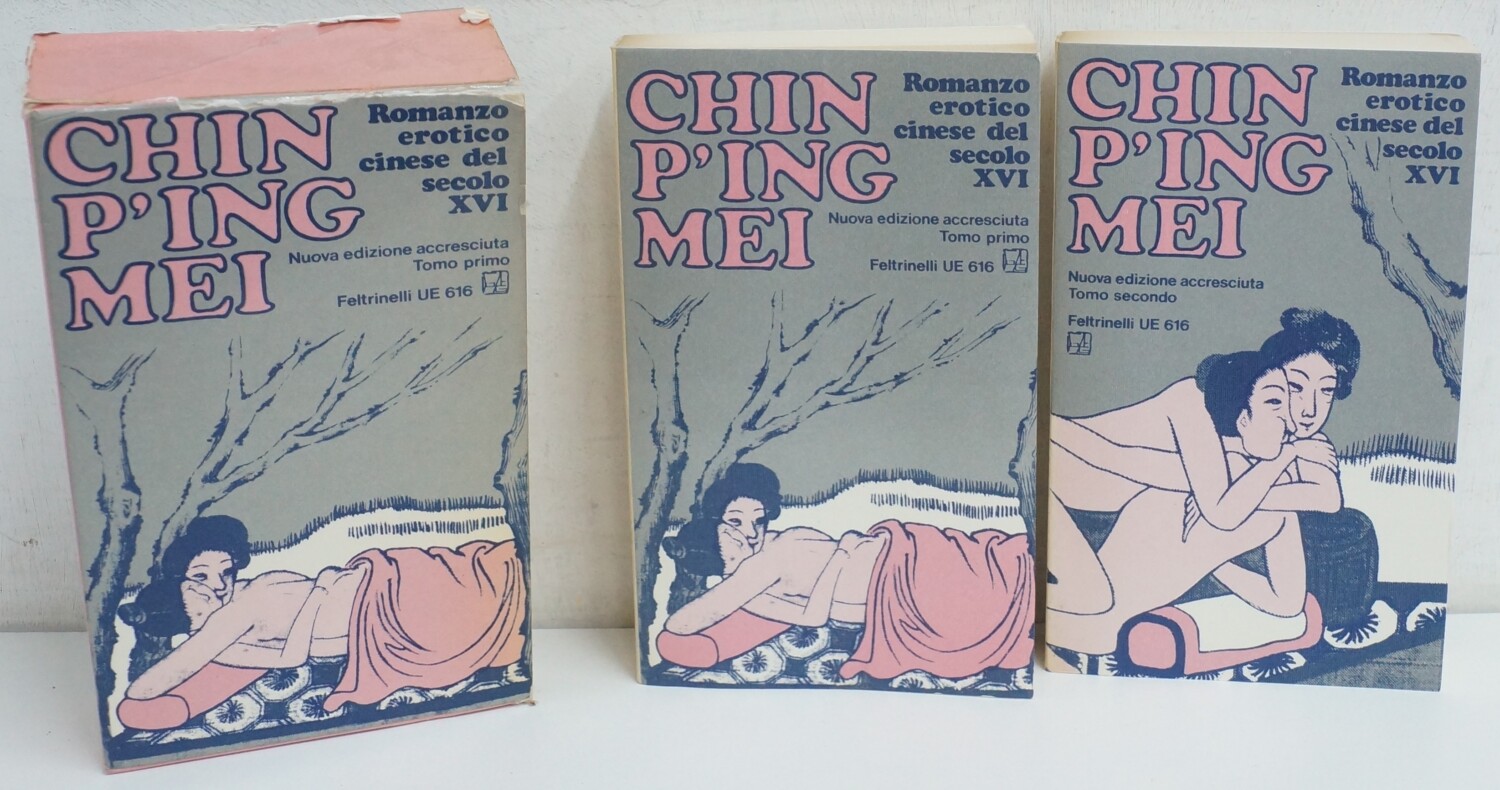 CHIN
P'ING
MEI
Romanzo
erotico
cinese del
secolo
XVI
Nuova edizione accresciuta
Tomo primo
Feltrinelli UE 616
CHIN
P'ING
MEI
Romanzo
erotico
cinese del
secolo
XVI
Nuova edizione accresciuta
Tomo primo
Feltrinelli UE 616
CHIN
P'ING
MEI
Romanzo
erotico
cinese del
secolo
XVI
Nuova edizione accresciuta
Tomo secondo
Feltrinelli UE 616